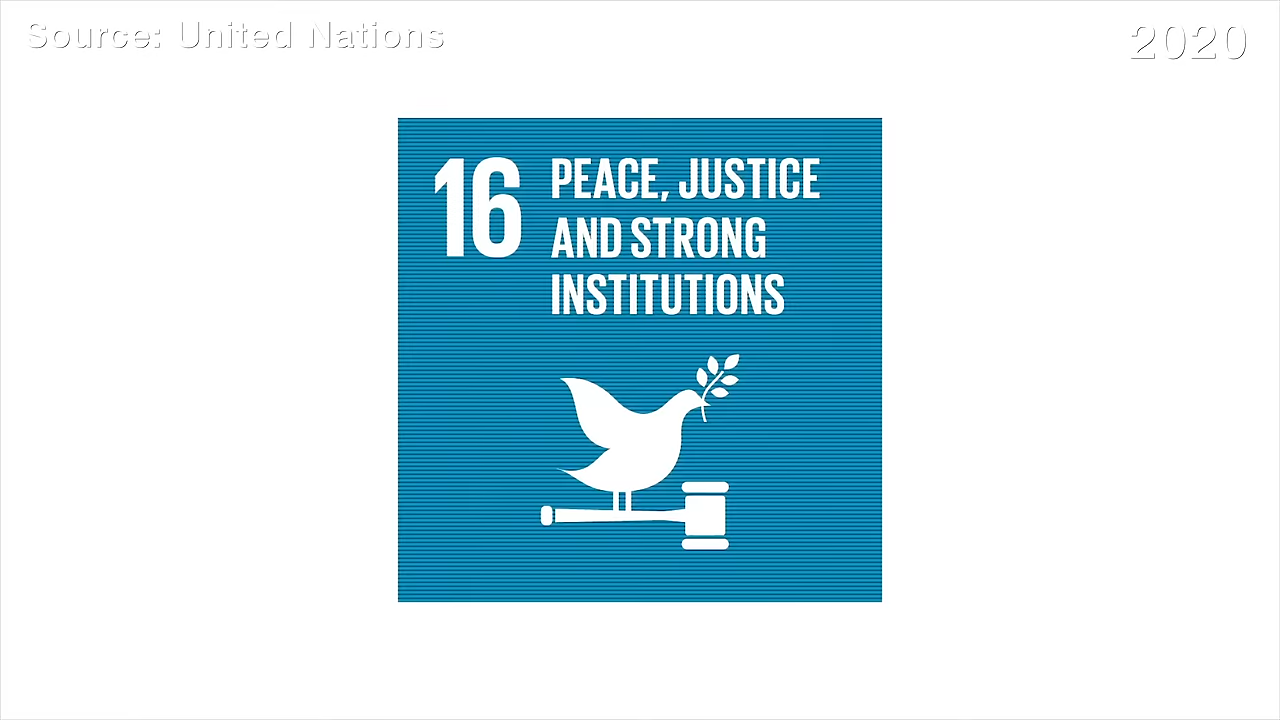 Source: United Nations
2020
16
PEACE, JUSTICE
AND STRONG
INSTITUTIONS